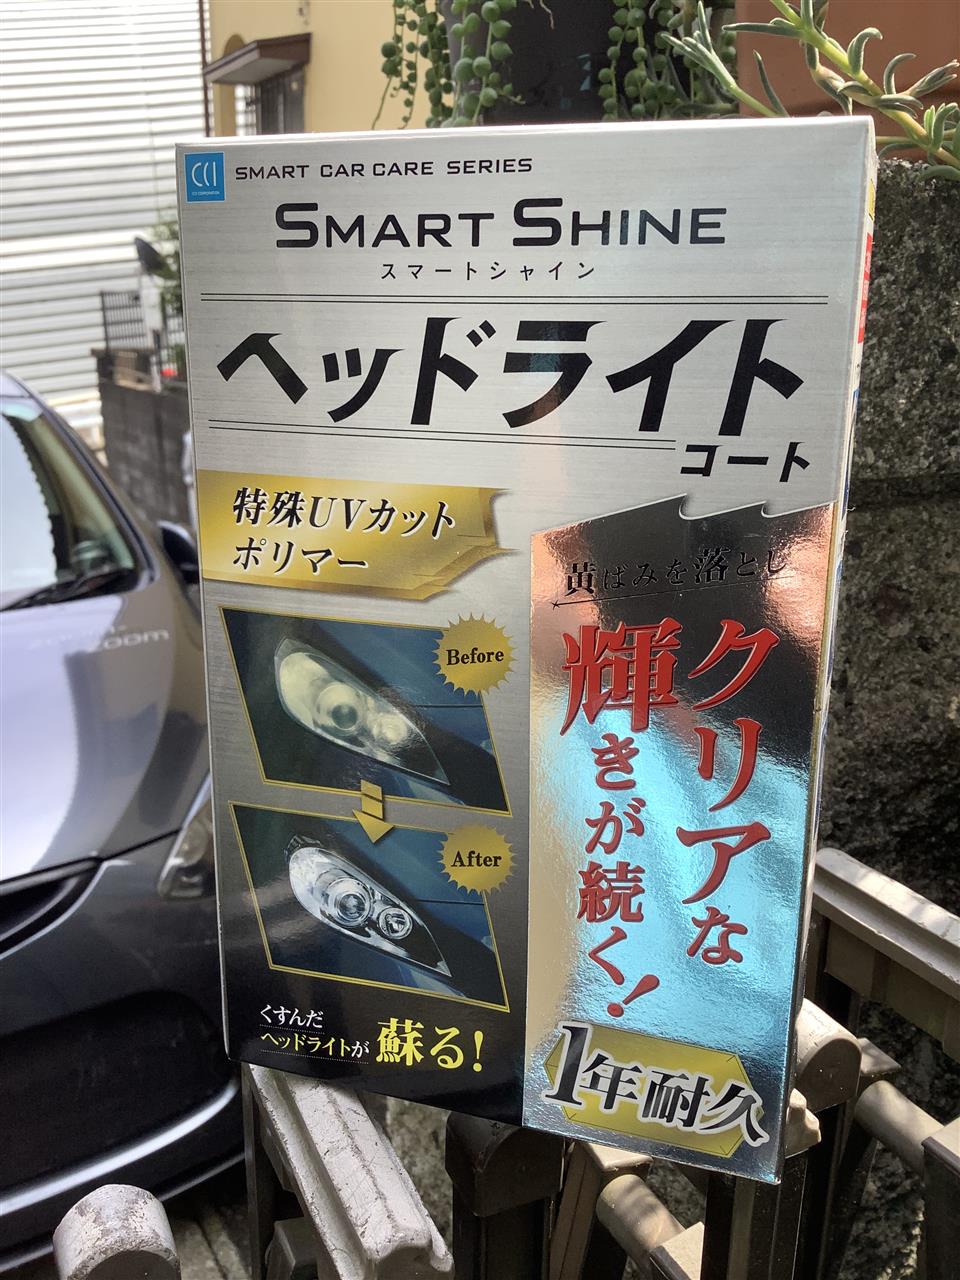 CCI
CCI CORPORATION
SMART CAR CARE SERIES
SMART SHINE
スマートシャイン
ヘッドライト
コート
特殊UVカット
ポリマー
Before
After
くすんだ
ヘッドライトが蘇る!
黄ばみを落とし
クリアな
輝きが続く!
1年耐久
zoom